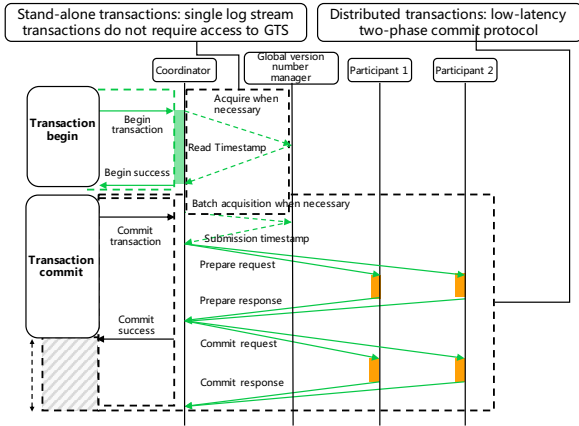 Stand-alone transactions: single log stream
transactions do not require access to GTS
Distributed transactions: low-latency
two-phase commit protocol
Coordinator
Global version
number
manager
Participant 1
Participant 2
Transaction
begin
Begin
transaction
Acquire when
necessary
Read Timestamp
Begin success
Batch acquisition when necessary
Transaction
commit
Commit
transaction
Submission timestamp
Prepare request
Prepare response
Commit
success
Commit request
Commit response